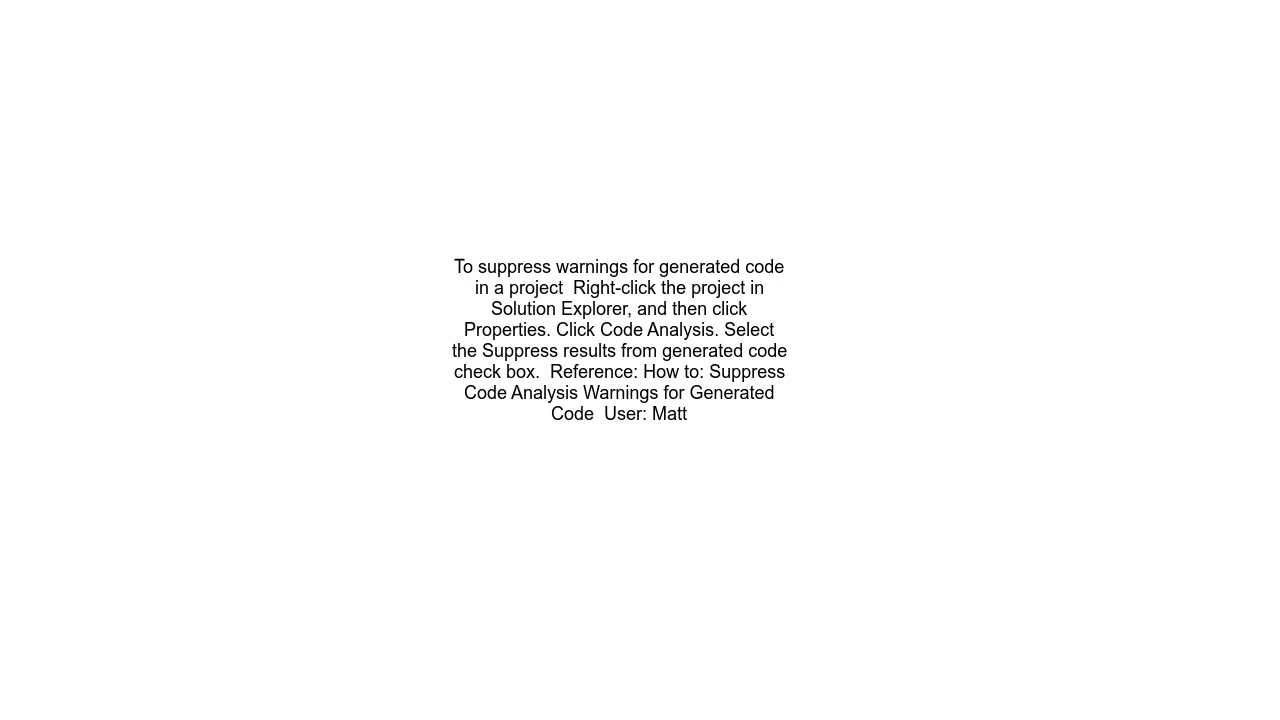 To suppress warnings for generated code
in a project  Right-click the project in
Solution Explorer, and then click
Properties. Click Code Analysis. Select
the Suppress results from generated code
check box.  Reference: How to: Suppress
Code Analysis Warnings for Generated
Code  User: Matt